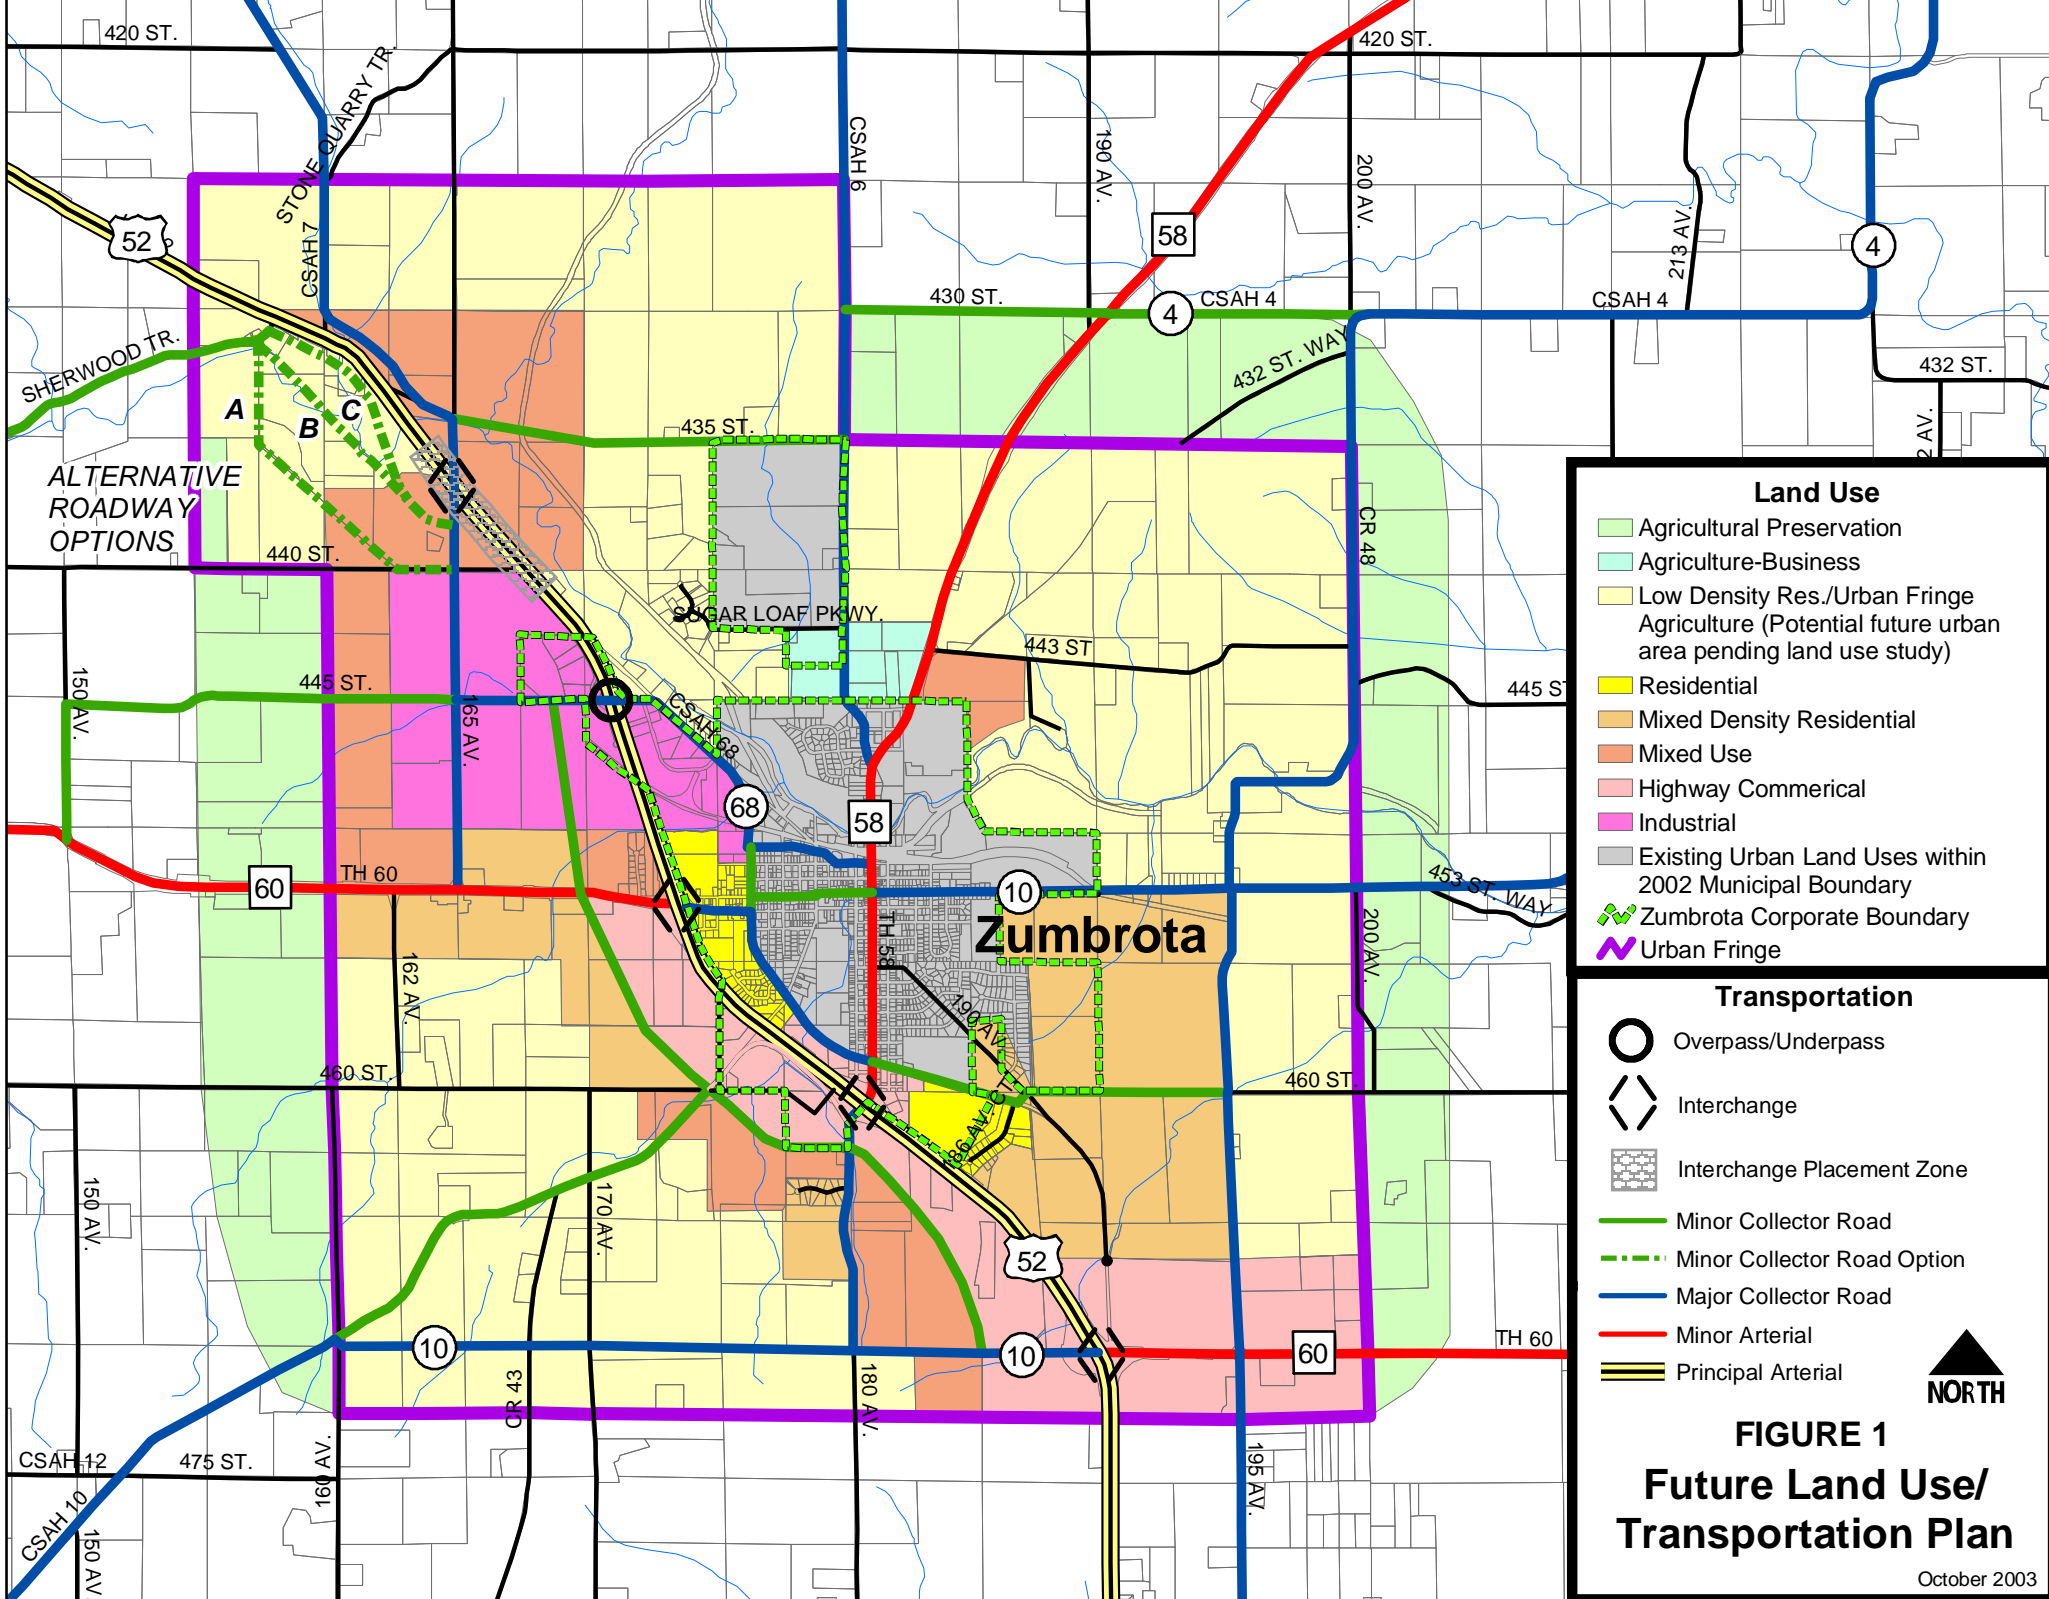 420 ST.
420 ST.
STONE QUARRY TR.
CSAH 6
190 AV.
200 AV.
213 AV.
52
58
4
CSAH 7
430 ST.
4
CSAH 4
CSAH 4
SHERWOOD TR.
432 ST. WAY
432 ST.
A
B
C
435 ST.
2 AV.
ALTERNATIVE
ROADWAY
OPTIONS
440 ST.
CR 48
SUGAR LOAF PKWY.
443 ST
150 AV.
445 ST.
165 AV.
CSAH 68
445 ST
68
58
60
TH 60
10
453 ST. WAY
Zumbrota
TH 58
162 AV.
190 AV.
200 AV.
460 ST.
460 ST.
86 AV. CT.
150 AV.
170 AV.
52
10
10
60
TH 60
CR 43
180 AV.
CSAH 12
475 ST.
160 AV.
195 AV.
CSAH 10
150 AV
Land Use
Agricultural Preservation
Agriculture-Business
Low Density Res./Urban Fringe
Agriculture (Potential future urban
area pending land use study)
Residential
Mixed Density Residential
Mixed Use
Highway Commerical
Industrial
Existing Urban Land Uses within
2002 Municipal Boundary
Zumbrota Corporate Boundary
Urban Fringe
Transportation
Overpass/Underpass
Interchange
Interchange Placement Zone
Minor Collector Road
Minor Collector Road Option
Major Collector Road
Minor Arterial
Principal Arterial
NORTH
FIGURE 1
Future Land Use/
Transportation Plan
October 2003